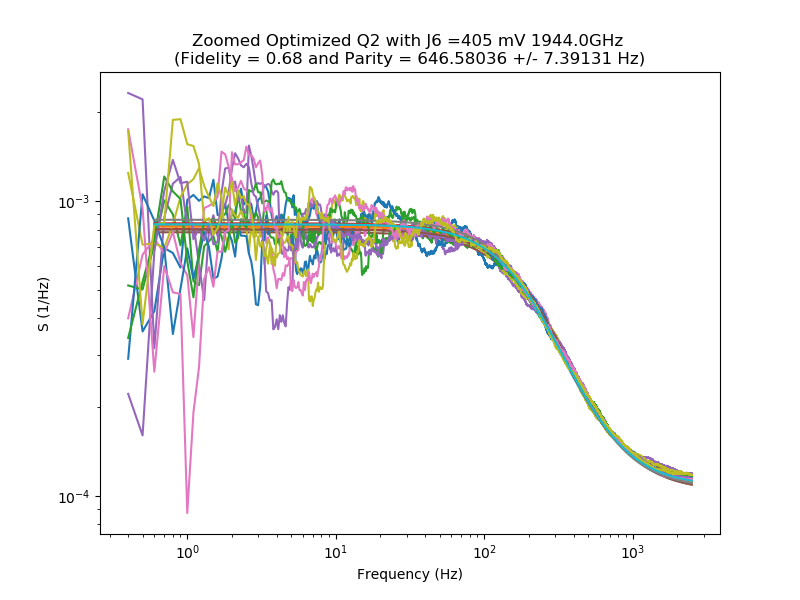 Zoomed Optimized Q2 with J6 =405 mV 1944.0GHz
(Fidelity = 0.68 and Parity = 646.58036 +/- 7.39131 Hz)
S (1/Hz)
10⁻³
10⁻⁴
10⁰ 10¹ 10² 10³
Frequency (Hz)